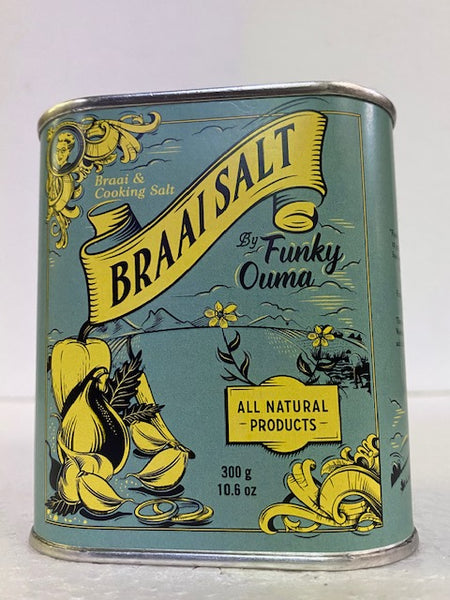 Braai &
Cooking Salt
BRAAI SALT
By Funky
Ouma
ALL NATURAL
- PRODUCTS -
300 g
10.6 oz